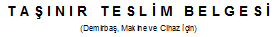 TAŞINIR TESLİM BELGESİ
(Demirbaş, Makine ve Cihaz İçin)